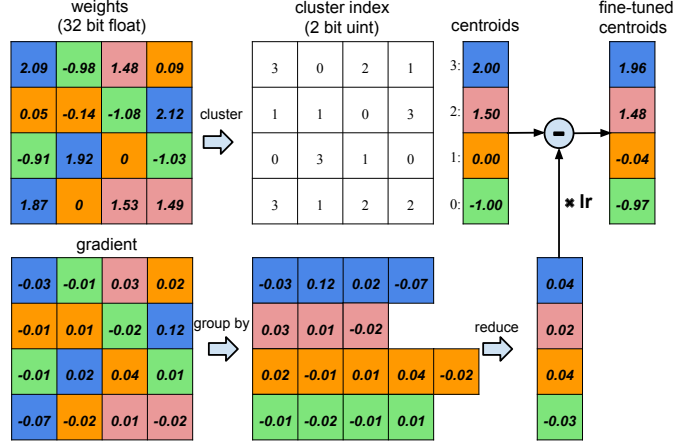 weights
(32 bit float)
cluster index
(2 bit uint)
centroids
fine-tuned
centroids
2.09 -0.98 1.48 0.09
0.05 -0.14 -1.08 2.12
-0.91 1.92 0 -1.03
1.87 0 1.53 1.49
cluster
3 0 2 1
1 1 0 3
0 3 1 0
3 1 2 2
3: 2.00
2: 1.50
1: 0.00
0: -1.00
-
× lr
1.96
1.48
-0.04
-0.97
gradient
-0.03 -0.01 0.03 0.02
-0.01 0.01 -0.02 0.12
-0.01 0.02 0.04 0.01
-0.07 -0.02 0.01 -0.02
group by
-0.03 0.12 0.02 -0.07
0.03 0.01 -0.02
0.02 -0.01 0.01 0.04 -0.02
-0.01 -0.02 -0.01 0.01
reduce
0.04
0.02
0.04
-0.03